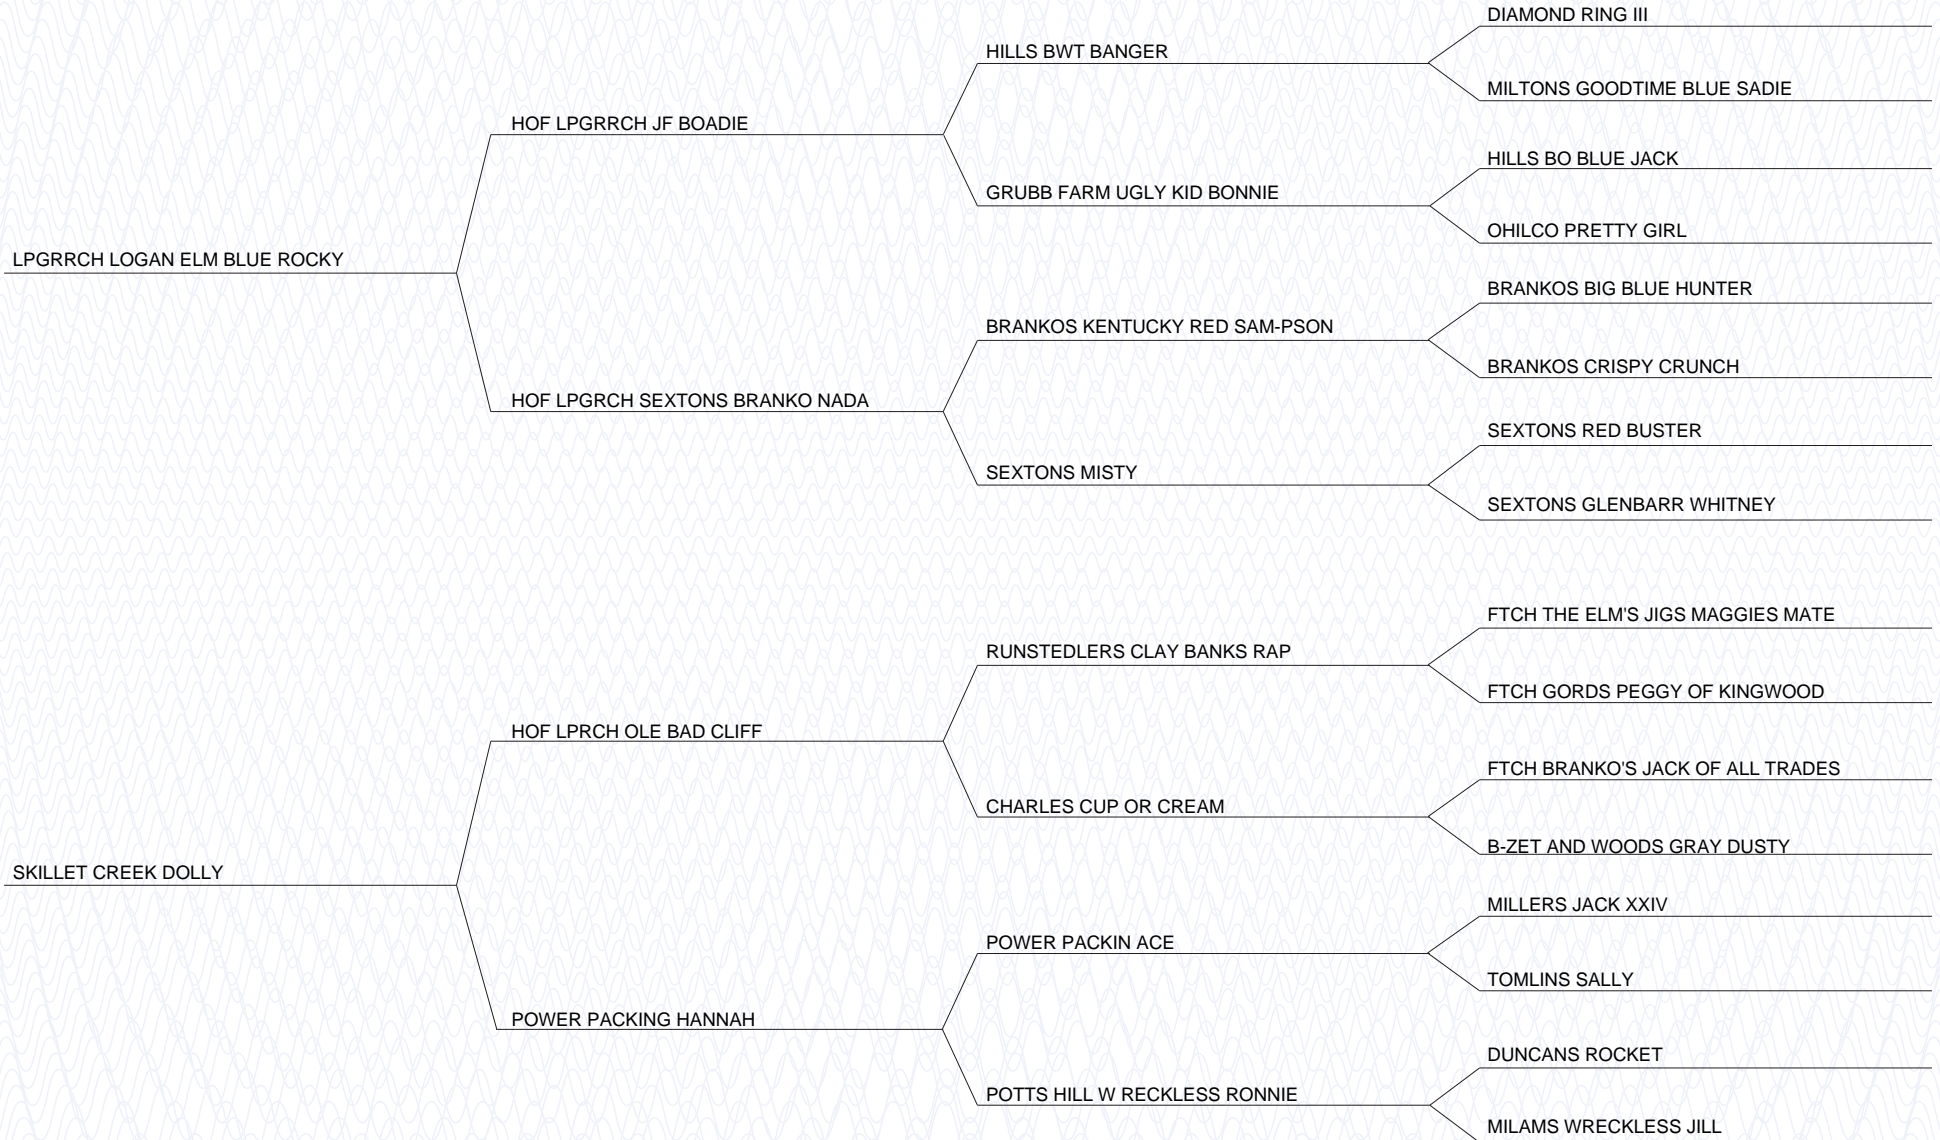 DIAMOND RING III
HILLS BWT BANGER
MILTONS GOODTIME BLUE SADIE
HOF LPGRRCH JF BOADIE
HILLS BO BLUE JACK
GRUBB FARM UGLY KID BONNIE
OHILCO PRETTY GIRL
LPGRRCH LOGAN ELM BLUE ROCKY
BRANKOS BIG BLUE HUNTER
BRANKOS KENTUCKY RED SAM-PSON
BRANKOS CRISPY CRUNCH
HOF LPGRCH SEXTONS BRANKO NADA
SEXTONS RED BUSTER
SEXTONS MISTY
SEXTONS GLENBARR WHITNEY
FTCH THE ELM'S JIGS MAGGIES MATE
RUNSTEDLERS CLAY BANKS RAP
FTCH GORDS PEGGY OF KINGWOOD
HOF LPRCH OLE BAD CLIFF
FTCH BRANKO'S JACK OF ALL TRADES
CHARLES CUP OR CREAM
B-ZET AND WOODS GRAY DUSTY
SKILLET CREEK DOLLY
MILLERS JACK XXIV
POWER PACKIN ACE
TOMLINS SALLY
POWER PACKING HANNAH
DUNCANS ROCKET
POTTS HILL W RECKLESS RONNIE
MILAMS WRECKLESS JILL